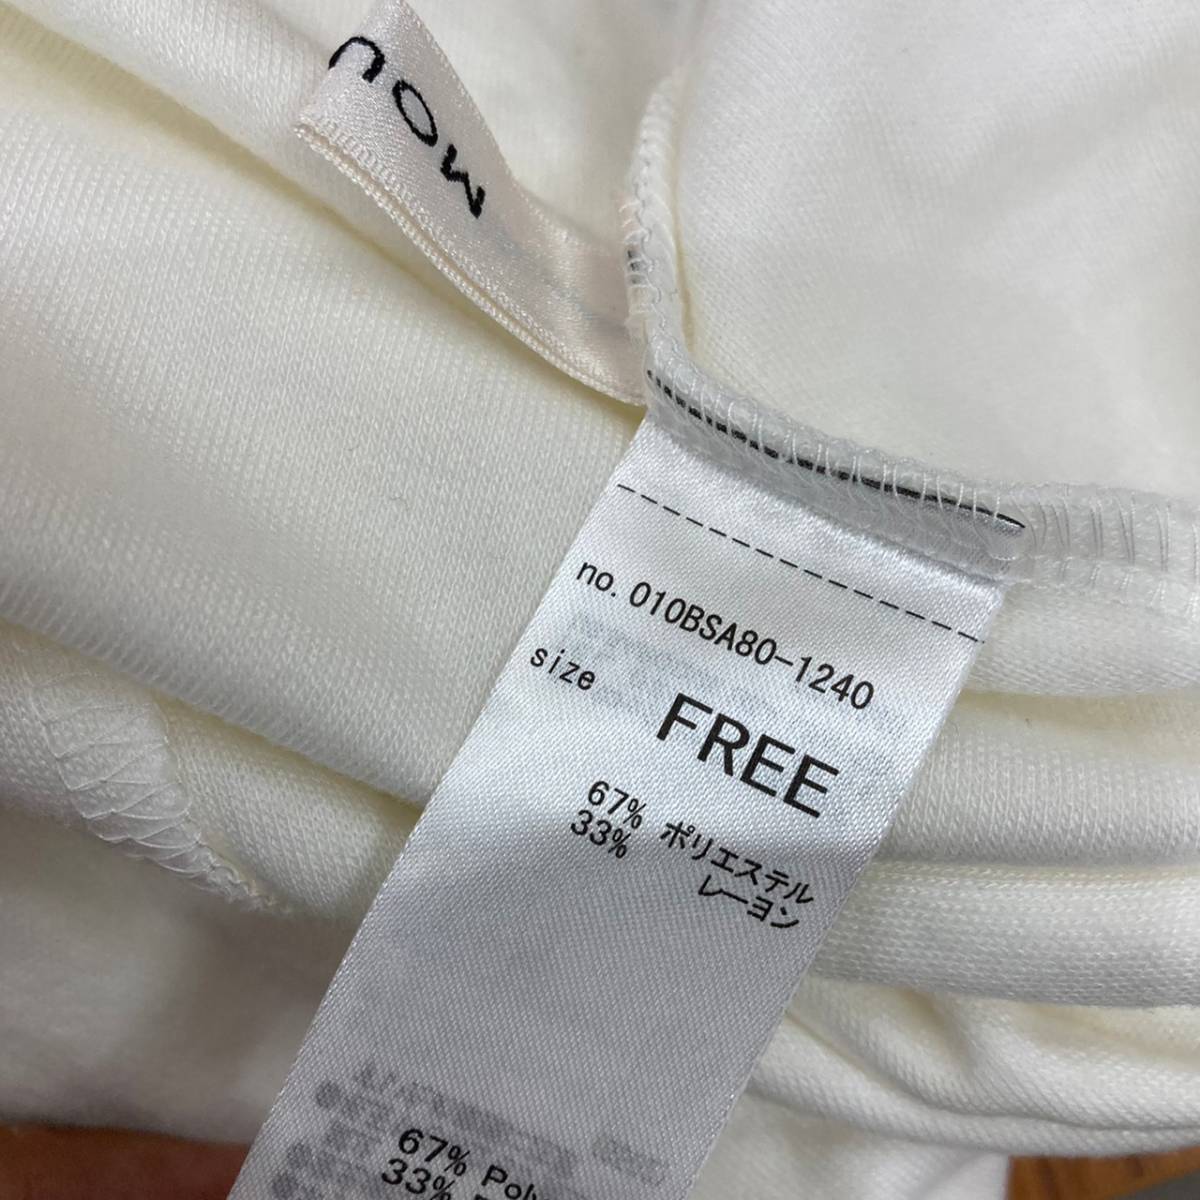 MOU
no. 010BSA80-1240
size
FREE
67% ポリエステル
33% レーヨン
67%
33%